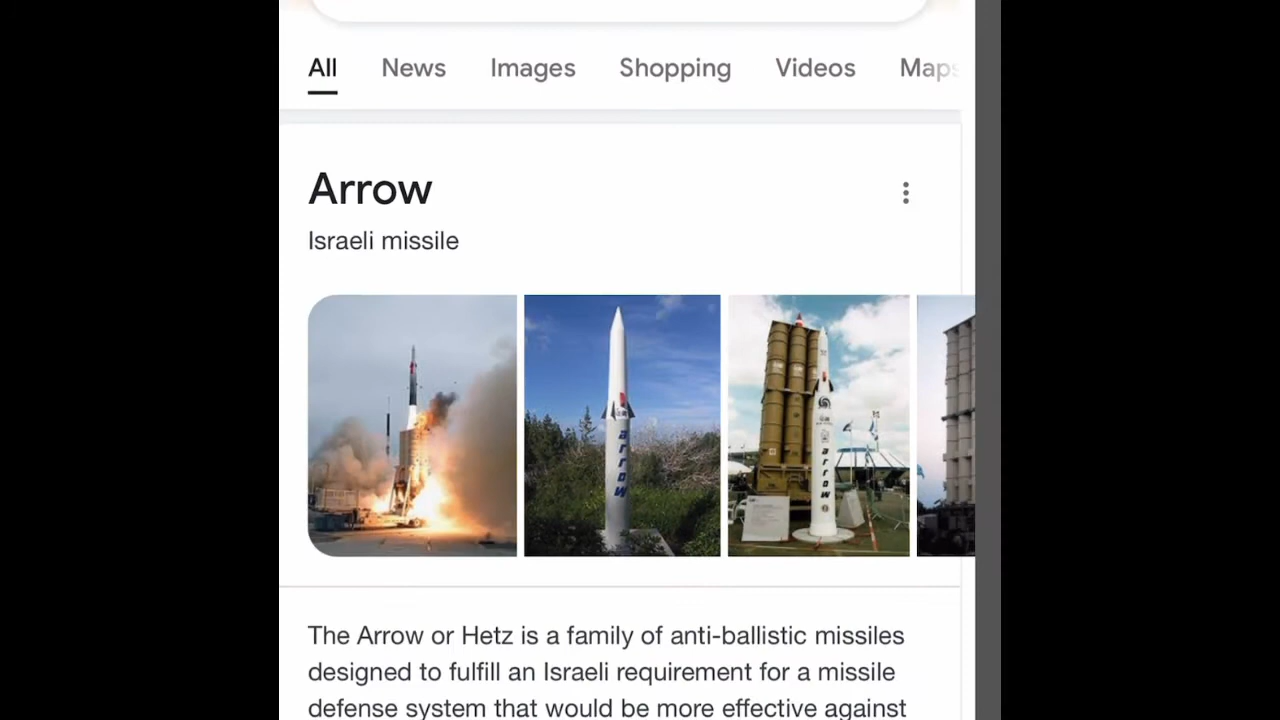 All News Images Shopping Videos Maps
Arrow
Israeli missile
arrow
arrow
The Arrow or Hetz is a family of anti-ballistic missiles
designed to fulfill an Israeli requirement for a missile
defense system that would be more effective against